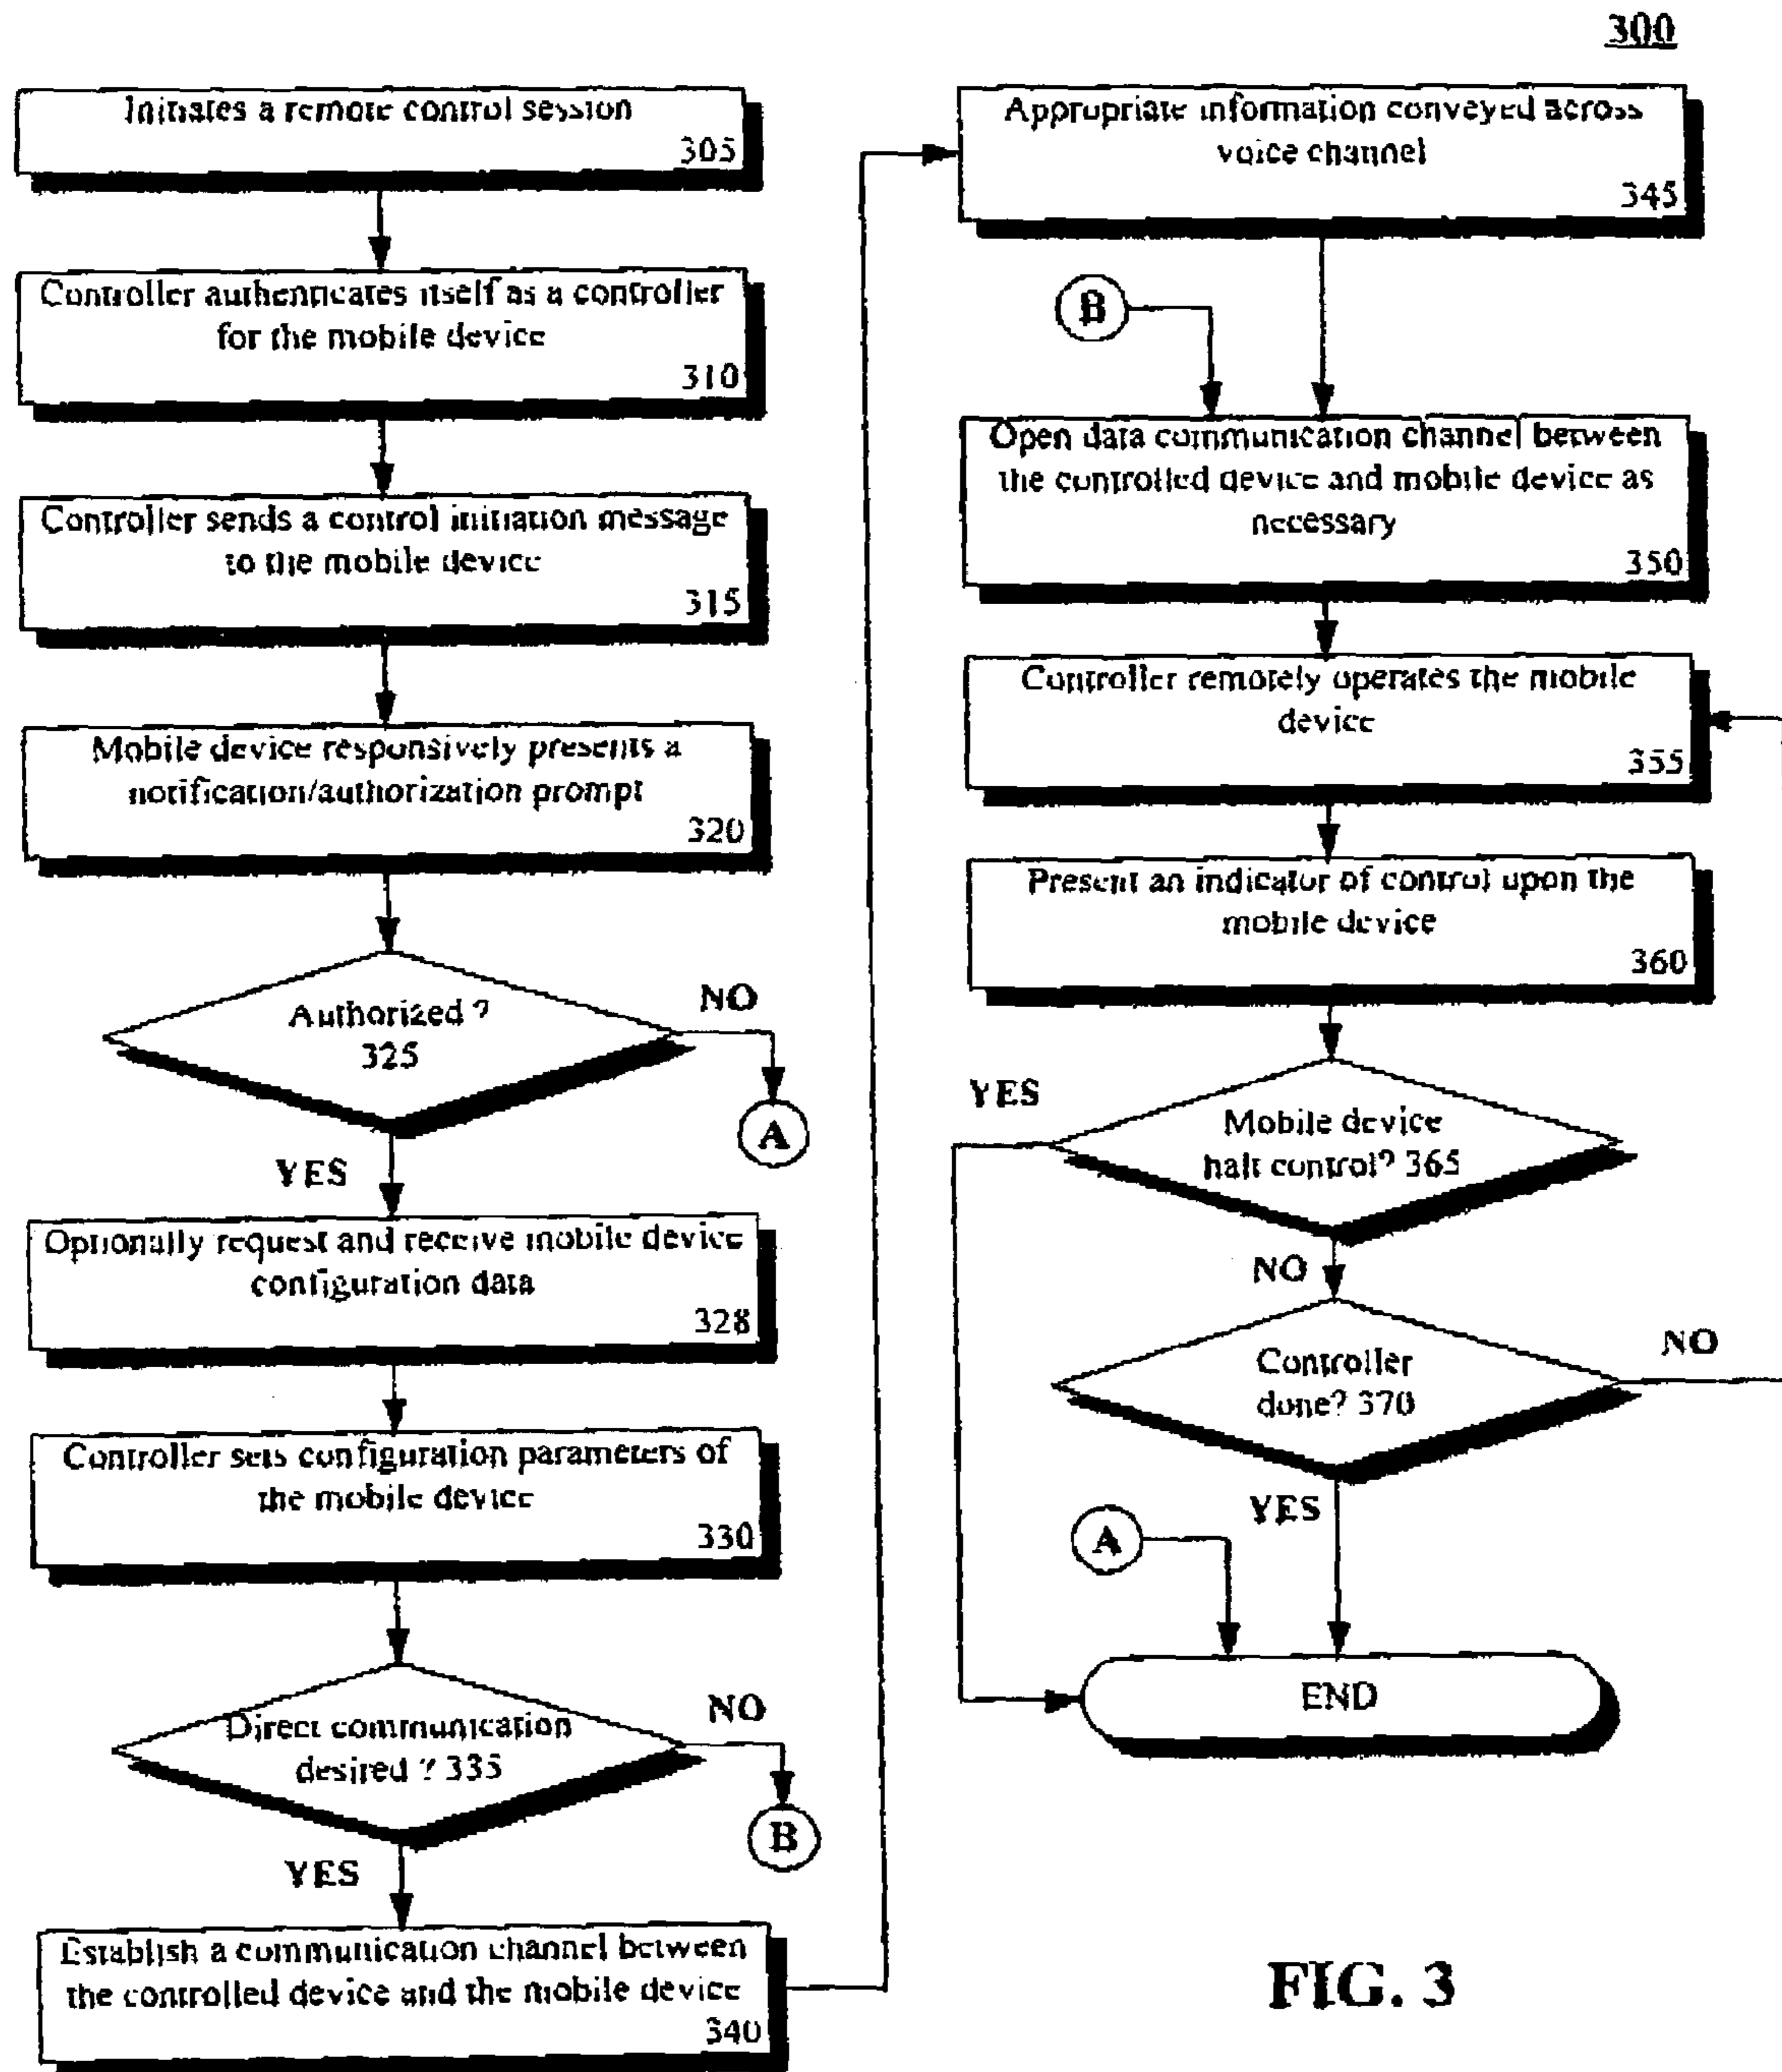 300
Initiates a remote control session
305
Controller authenticates itself as a controller
for the mobile device
310
Controller sends a control initiation message
to the mobile device
315
Mobile device responsively presents a
notification/authorization prompt
320
Authorized ?
325
NO
A
YES
Optionally request and receive mobile device
configuration data
328
Controller sets configuration parameters of
the mobile device
330
Direct communication
desired ? 335
NO
B
YES
Establish a communication channel between
the controlled device and the mobile device
340
Appropriate information conveyed across
voice channel
345
B
Open data communication channel between
the controlled device and mobile device as
necessary
350
Controller remotely operates the mobile
device
355
Present an indicator of control upon the
mobile device
360
YES
Mobile device
halt control? 365
NO
Controller
done? 370
NO
YES
A
END
FIG. 3